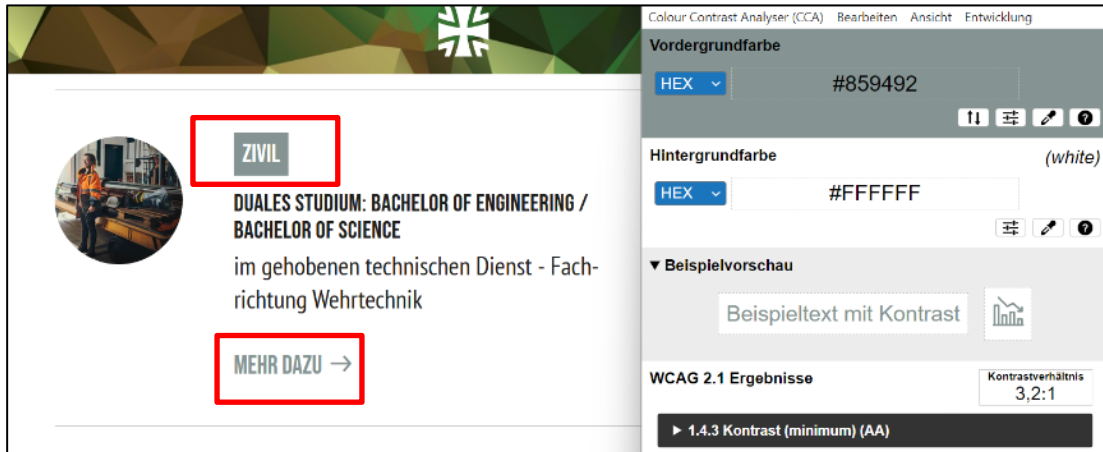 ZIVIL
DUALES STUDIUM: BACHELOR OF ENGINEERING /
BACHELOR OF SCIENCE
im gehobenen technischen Dienst - Fach-
richtung Wehrtechnik
MEHR DAZU →
Colour Contrast Analyser (CCA) Bearbeiten Ansicht Entwicklung
Vordergrundfarbe
HEX #859492
Hintergrundfarbe (white)
HEX #FFFFFF
▼ Beispielvorschau
Beispieltext mit Kontrast
WCAG 2.1 Ergebnisse
Kontrastverhältnis
3,2:1
► 1.4.3 Kontrast (minimum) (AA)